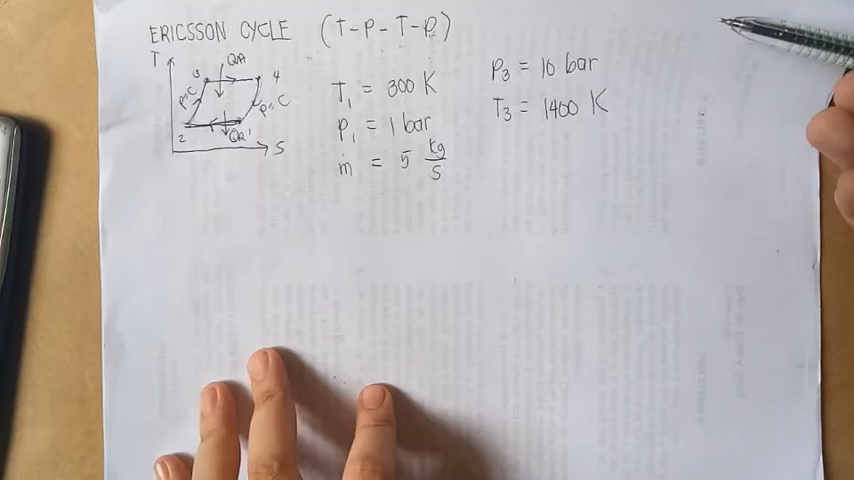 ERICSSON CYCLE (T-P-T-P)
T
QA
3
4
P=C
P=C
2
QR
1
S
T₁ = 300 K
P₁ = 1 bar
ṁ = 5 kg/s
P₃ = 10 bar
T₃ = 1400 K